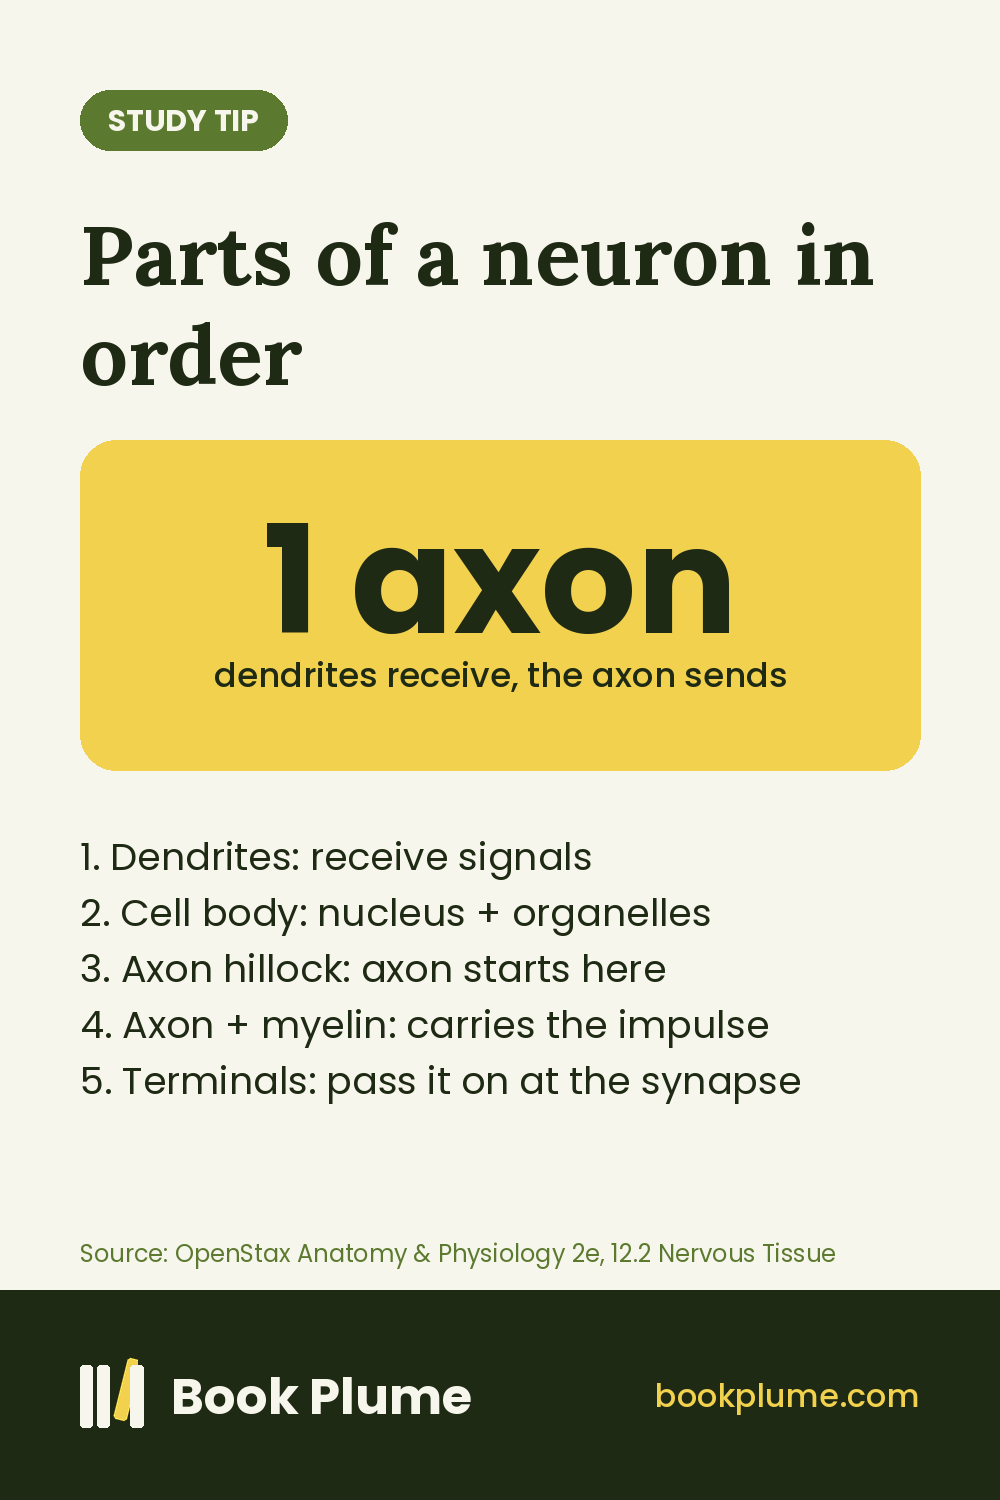 STUDY TIP
Parts of a neuron in
order
1 axon
dendrites receive, the axon sends
1. Dendrites: receive signals
2. Cell body: nucleus + organelles
3. Axon hillock: axon starts here
4. Axon + myelin: carries the impulse
5. Terminals: pass it on at the synapse
Source: OpenStax Anatomy & Physiology 2e, 12.2 Nervous Tissue
Book Plume
bookplume.com